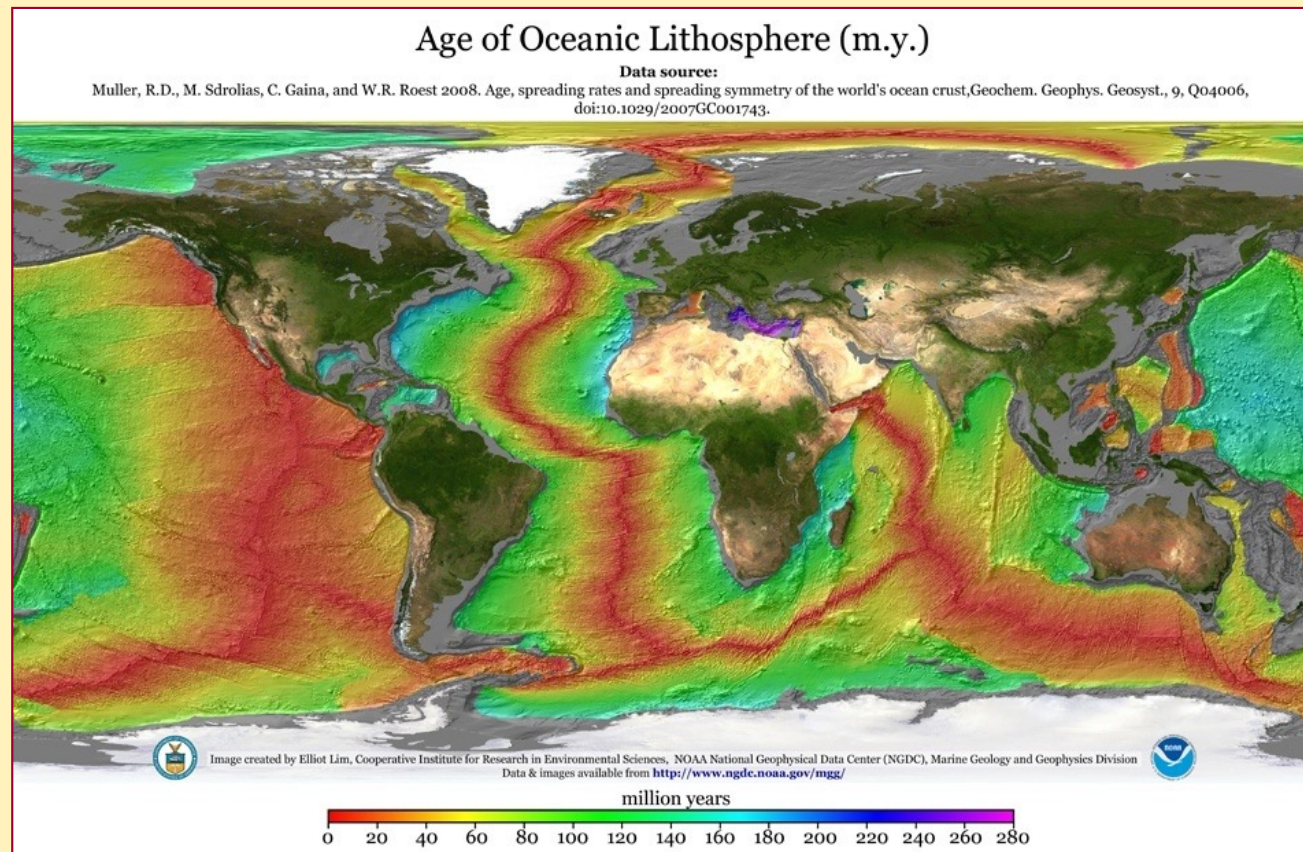 Age of Oceanic Lithosphere (m.y.)
Data source:
Muller, R.D., M. Sdrolias, C. Gaina, and W.R. Roest 2008. Age, spreading rates and spreading symmetry of the world's ocean crust,Geochem. Geophys. Geosyst., 9, Q04006,
doi:10.1029/2007GC001743.
Image created by Elliot Lim, Cooperative Institute for Research in Environmental Sciences, NOAA National Geophysical Data Center (NGDC), Marine Geology and Geophysics Division
Data & images available from http://www.ngdc.noaa.gov/mgg/
NOAA
million years
0 20 40 60 80 100 120 140 160 180 200 220 240 260 280